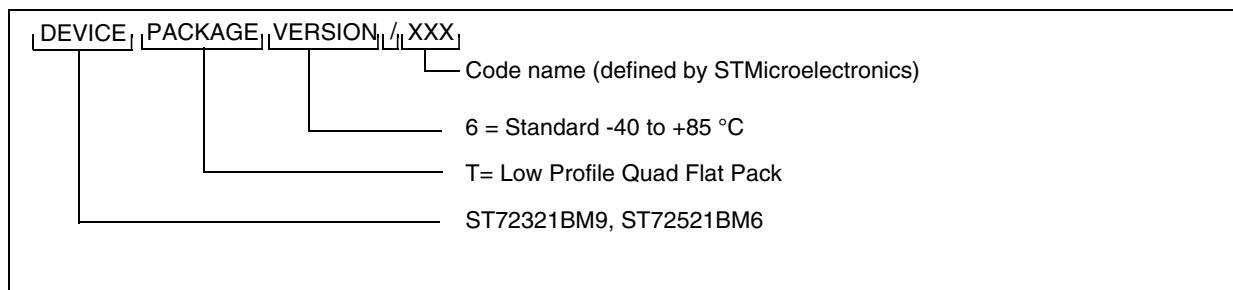 DEVICE PACKAGE VERSION / XXX
Code name (defined by STMicroelectronics)
6 = Standard -40 to +85 °C
T= Low Profile Quad Flat Pack
ST72321BM9, ST72521BM6